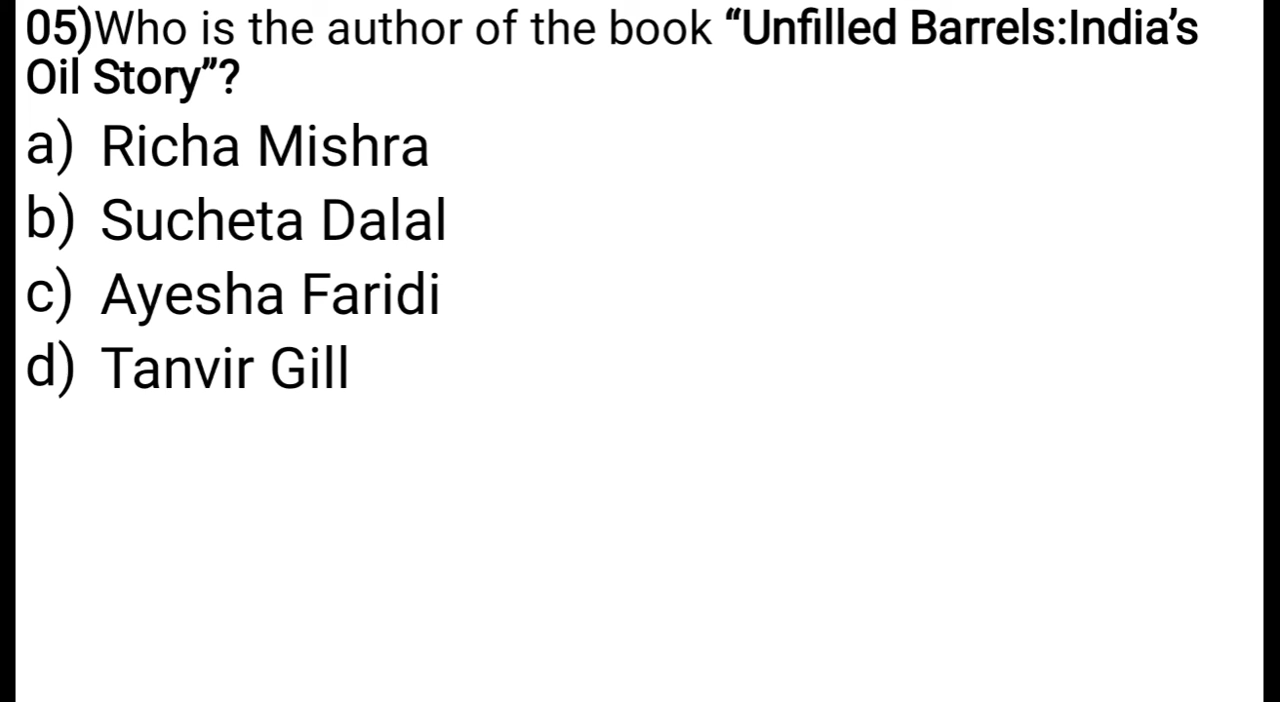 05)Who is the author of the book “Unfilled Barrels:India’s
Oil Story”?
a) Richa Mishra
b) Sucheta Dalal
c) Ayesha Faridi
d) Tanvir Gill